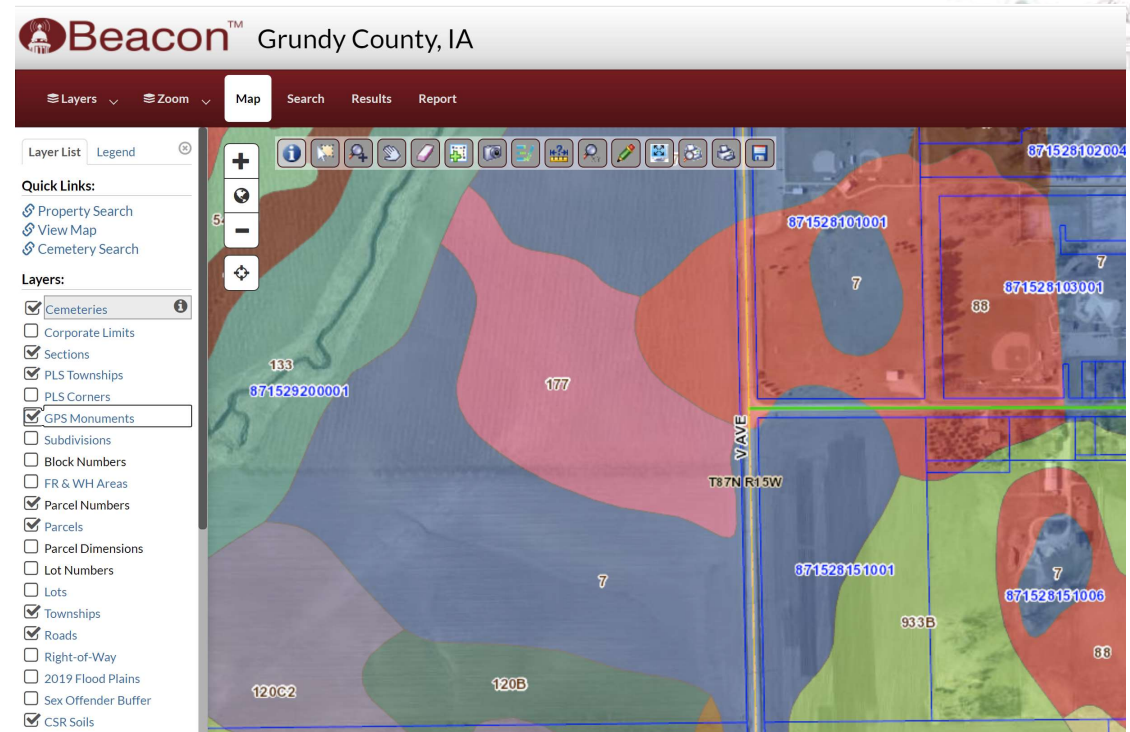 Beacon™ Grundy County, IA
Layers Zoom Map Search Results Report
Layer List Legend
Quick Links:
Property Search
View Map
Cemetery Search
Layers:
Cemeteries
Corporate Limits
Sections
PLS Townships
PLS Corners
GPS Monuments
Subdivisions
Block Numbers
FR & WH Areas
Parcel Numbers
Parcels
Parcel Dimensions
Lot Numbers
Lots
Townships
Roads
Right-of-Way
2019 Flood Plains
Sex Offender Buffer
CSR Soils
871528102004
871528101001
7
7
871528103001
88
133
871529200001
177
V AVE
T87N R15W
871528151001
7
7
871528151006
933B
88
120B
120C2